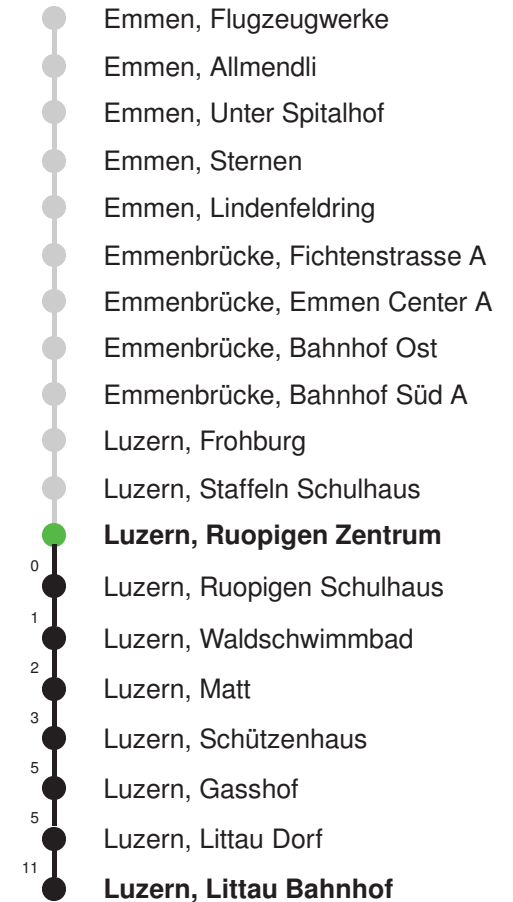 Emmen, Flugzeugwerke
Emmen, Allmendli
Emmen, Unter Spitalhof
Emmen, Sternen
Emmen, Lindenfeldring
Emmenbrücke, Fichtenstrasse A
Emmenbrücke, Emmen Center A
Emmenbrücke, Bahnhof Ost
Emmenbrücke, Bahnhof Süd A
Luzern, Frohburg
Luzern, Staffeln Schulhaus
Luzern, Ruopigen Zentrum
0 Luzern, Ruopigen Schulhaus
1 Luzern, Waldschwimmbad
2 Luzern, Matt
3 Luzern, Schützenhaus
5 Luzern, Gasshof
5 Luzern, Littau Dorf
11 Luzern, Littau Bahnhof